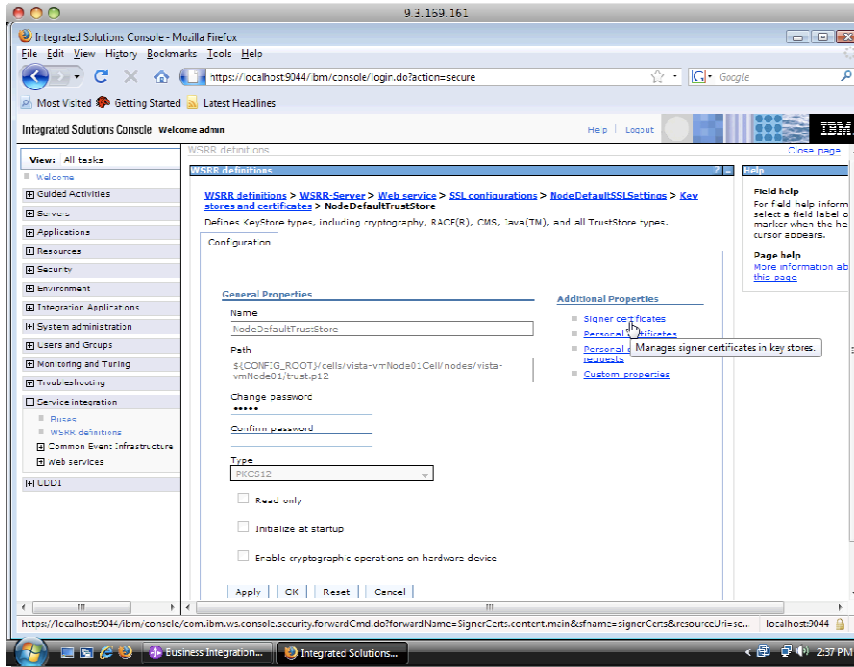 9.3.159.161
Integrated Solutions Console - Mozilla Firefox
File Edit View History Bookmarks Tools Help
https://localhost:9044/ibm/console/login.do?action=secure
G Google
Most Visited Getting Started Latest Headlines
Integrated Solutions Console Welcome admin
Help Logout
IBM
View: All tasks
Welcome
Guided Activities
Servers
Applications
Resources
Security
Environment
Integration Applications
System administration
Users and Groups
Monitoring and Tuning
Troubleshooting
Service integration
Buses
WSRR definitions
Common Event Infrastructure
Web services
UDDI
WSRR definitions
Close page
WSRR definitions
? -
WSRR definitions > WSRR-Server > Web service > SSL configurations > NodeDefaultSSLSettings > Key
stores and certificates > NodeDefaultTrustStore
Defines KeyStore types, including cryptography, RACF(R), CMS, Java(TM), and all TrustStore types.
Configuration
General Properties
Name
NodeDefaultTrustStore
Path
${CONFIG_ROOT}/cells/vista-vmNode01Cell/nodes/vista-
vmNode01/trust.p12
Change password
•••••
Confirm password
Type
PKCS12
Read only
Initialize at startup
Enable cryptographic operations on hardware device
Apply OK Reset Cancel
Additional Properties
Signer certificates
Personal certificates
Personal
requests
Custom properties
Manages signer certificates in key stores.
Help
Field help
For field help inform
select a field label o
marker when the he
cursor appears.
Page help
More information ab
this page
https://localhost:9044/ibm/console/com.ibm.ws.console.security.forwardCmd.do?forwardName=SignerCerts.content.main&sfname=signerCerts&resourceUri=se...
localhost:9044
Business Integration...
Integrated Solutions...
2:37 PM